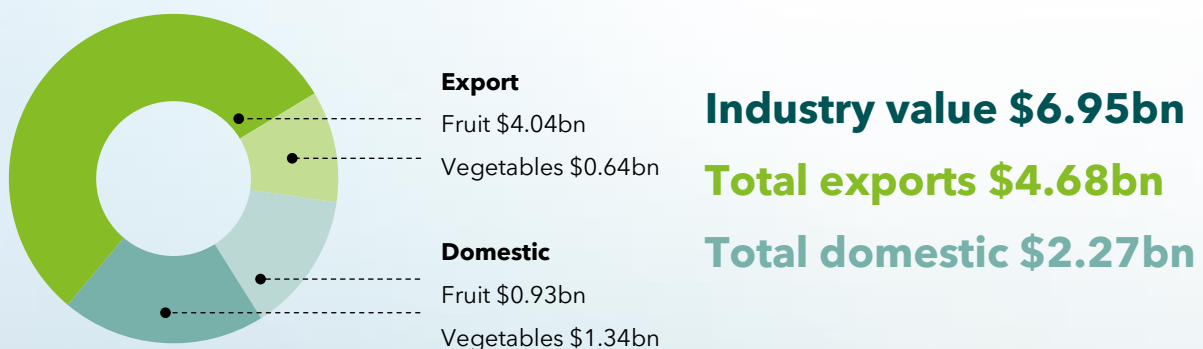 Export
Fruit $4.04bn
Vegetables $0.64bn
Domestic
Fruit $0.93bn
Vegetables $1.34bn
Industry value $6.95bn
Total exports $4.68bn
Total domestic $2.27bn